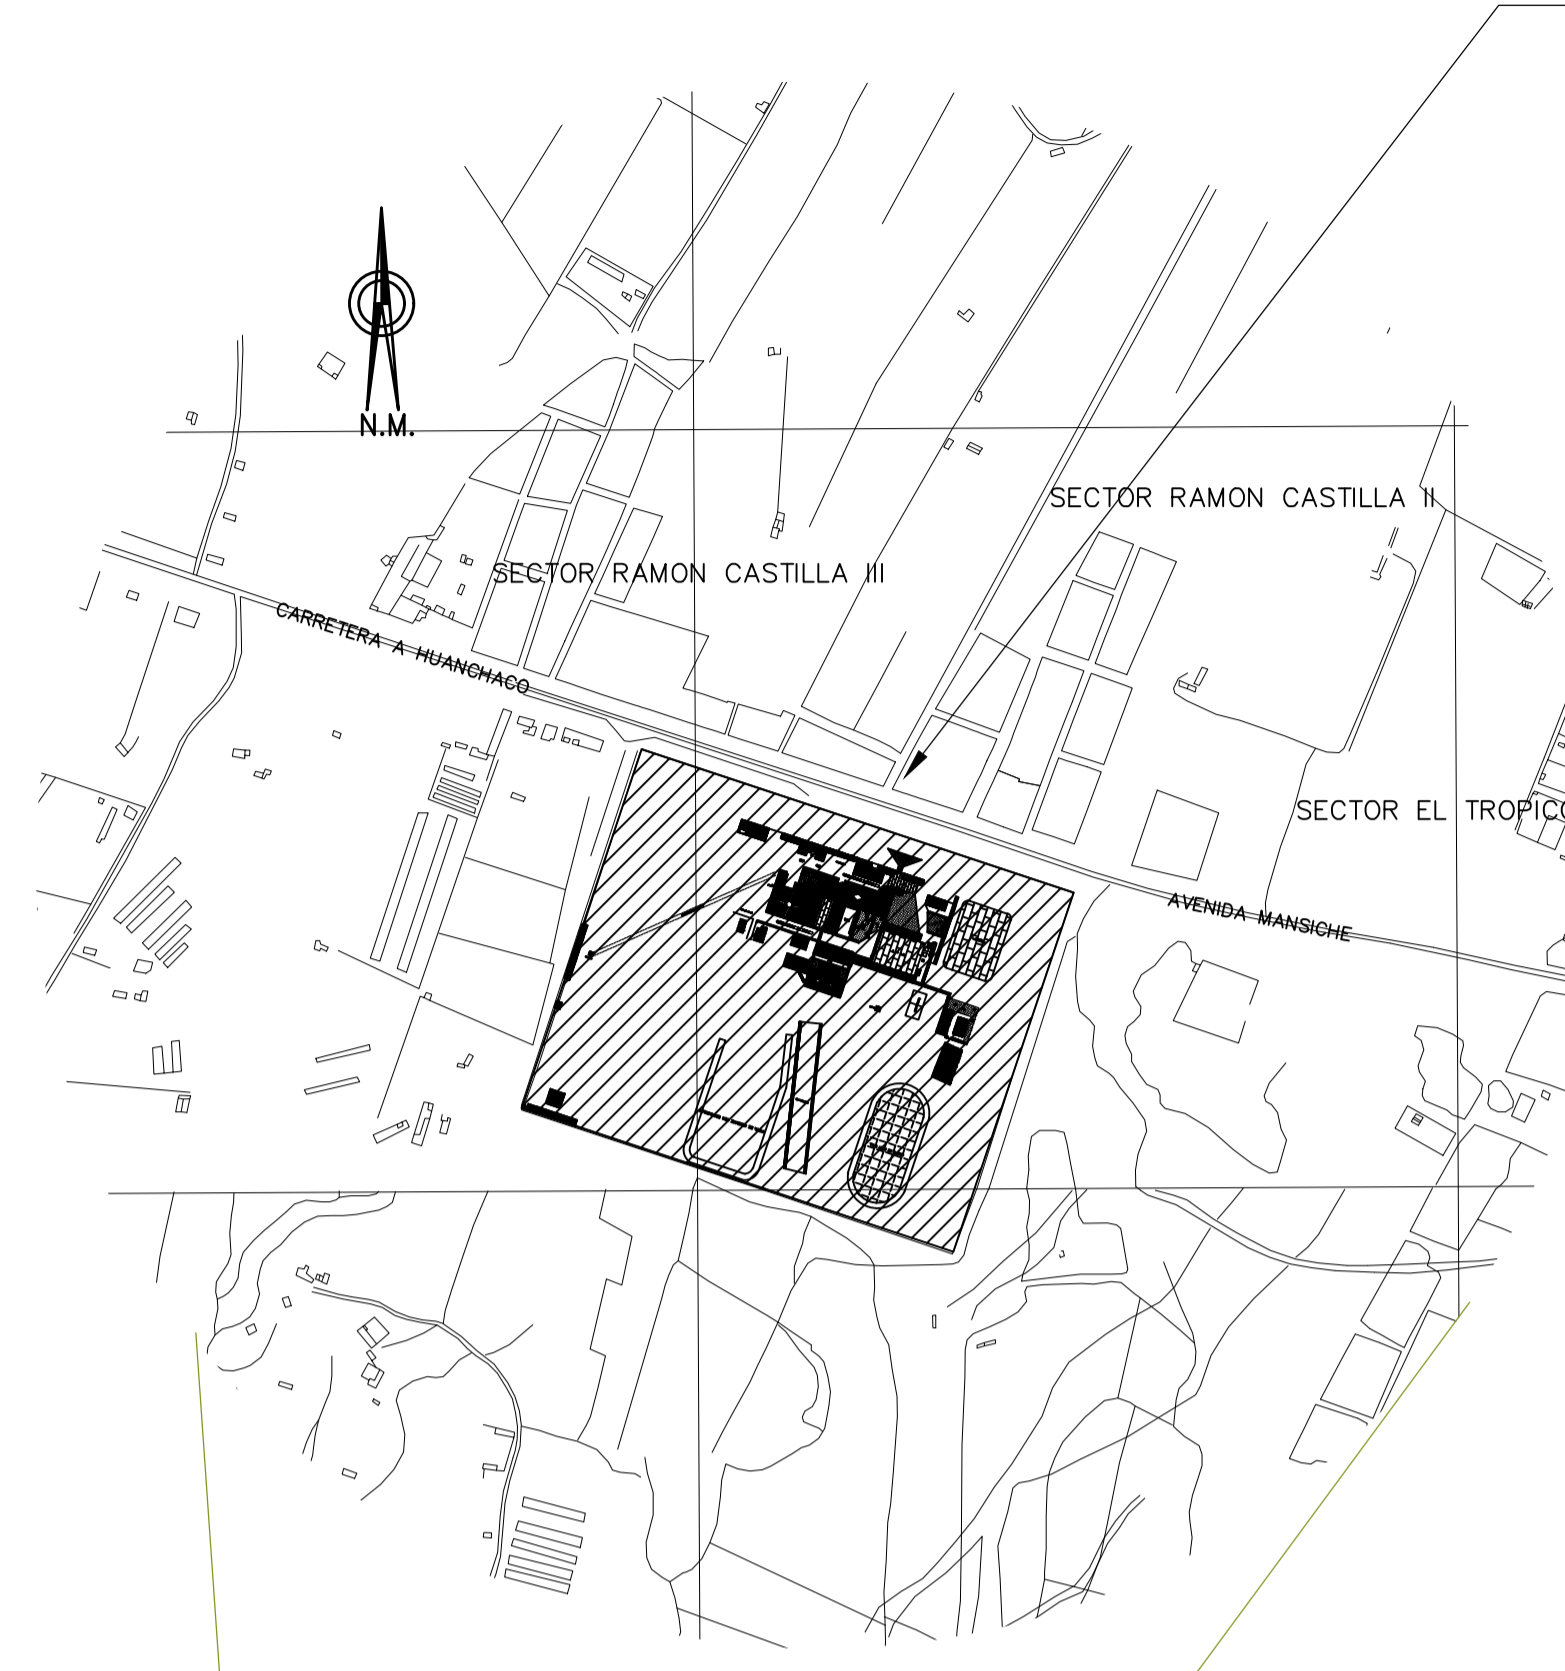 N.M.
SECTOR RAMON CASTILLA II
SECTOR RAMON CASTILLA III
CARRETERA A HUANCHACO
SECTOR EL TROPICO
AVENIDA MANSICHE